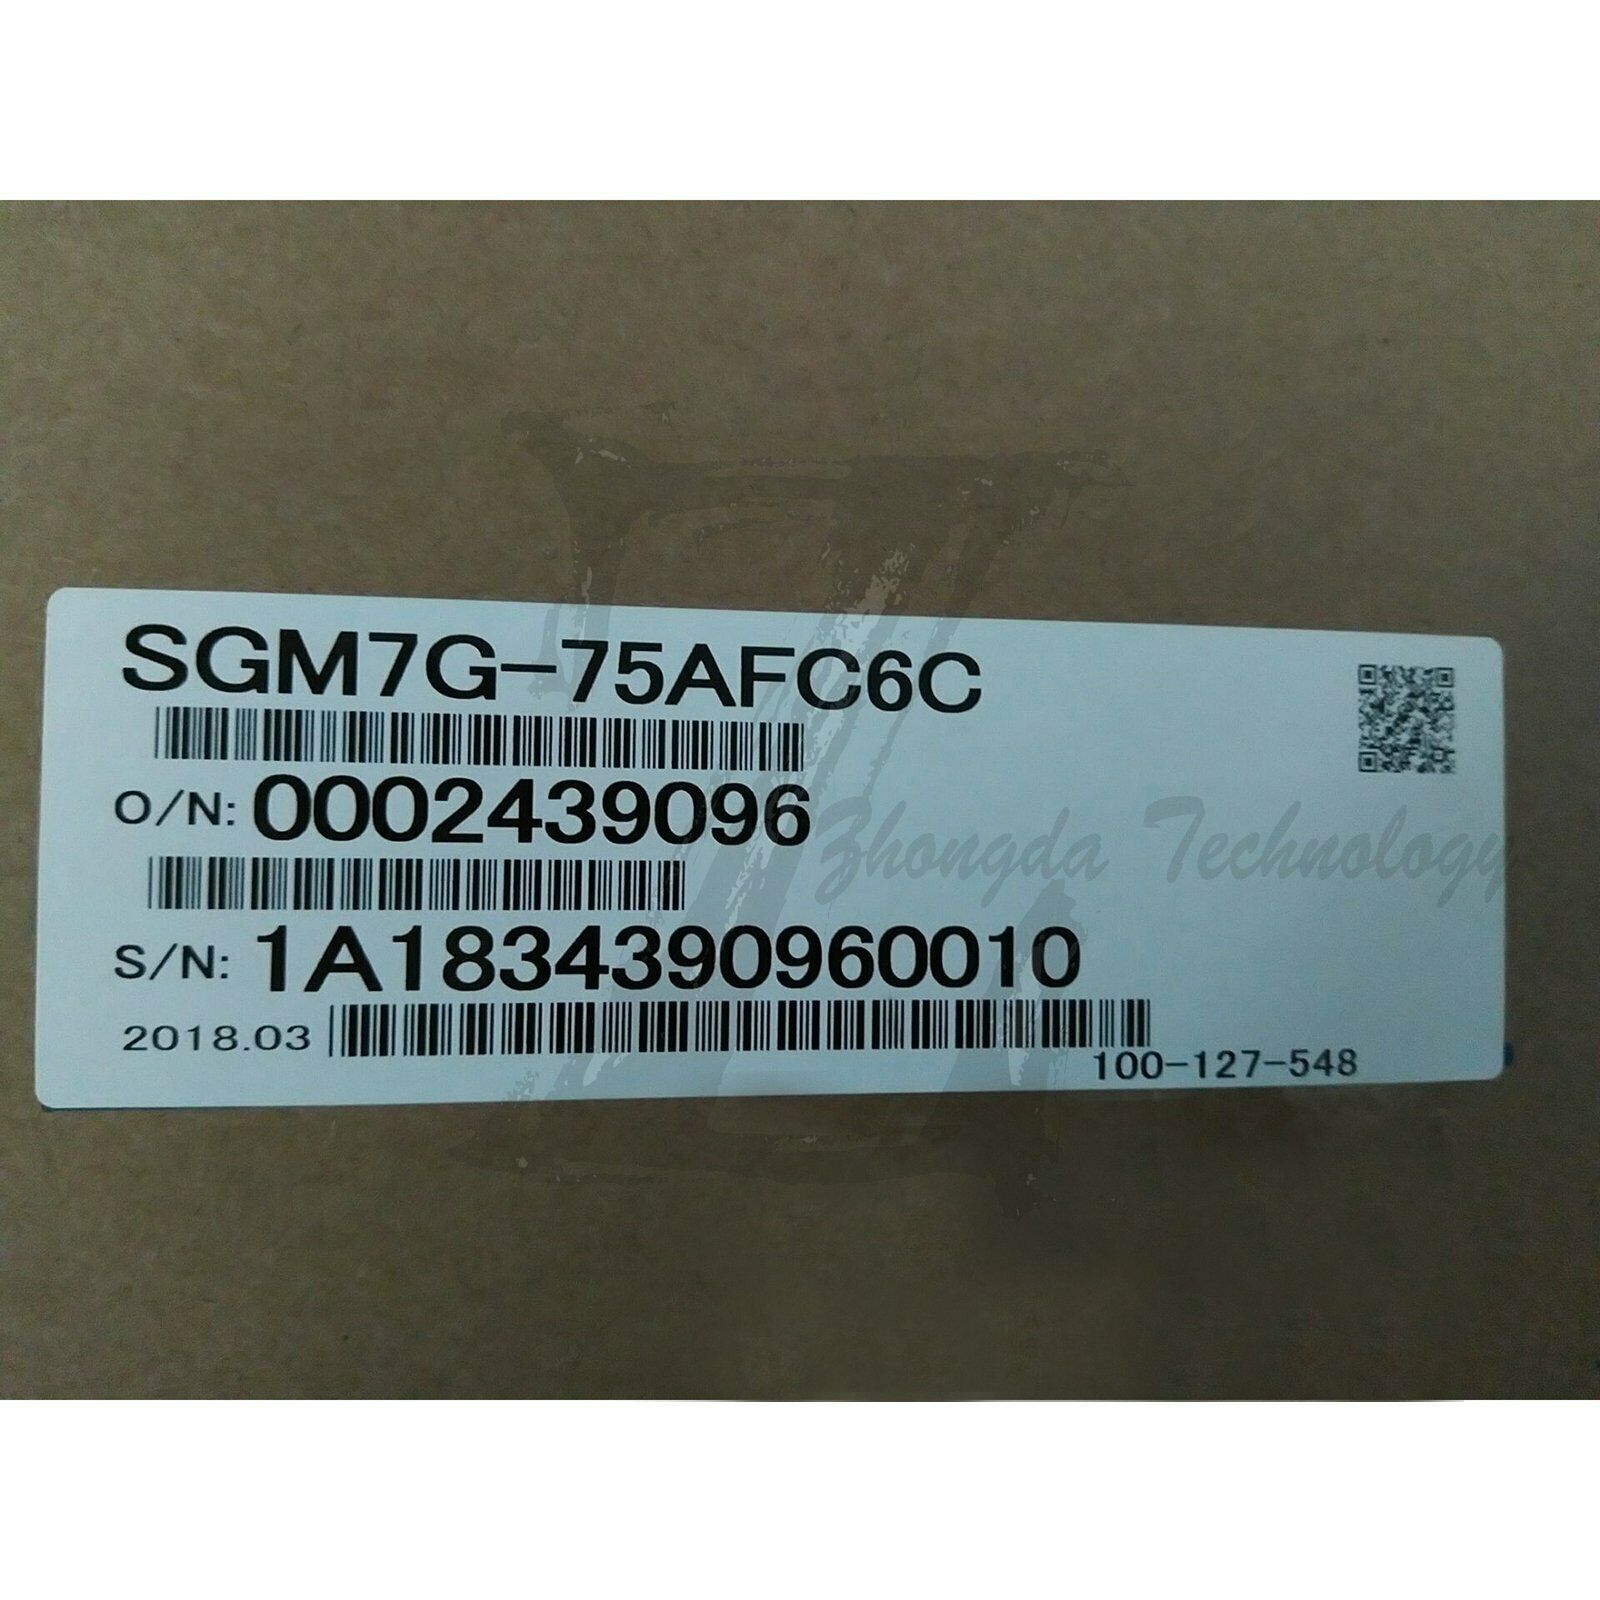 SGM7G-75AFC6C
O/N: 0002439096
Zhongda Technology
S/N: 1A1834390960010
2018.03
100-127-548